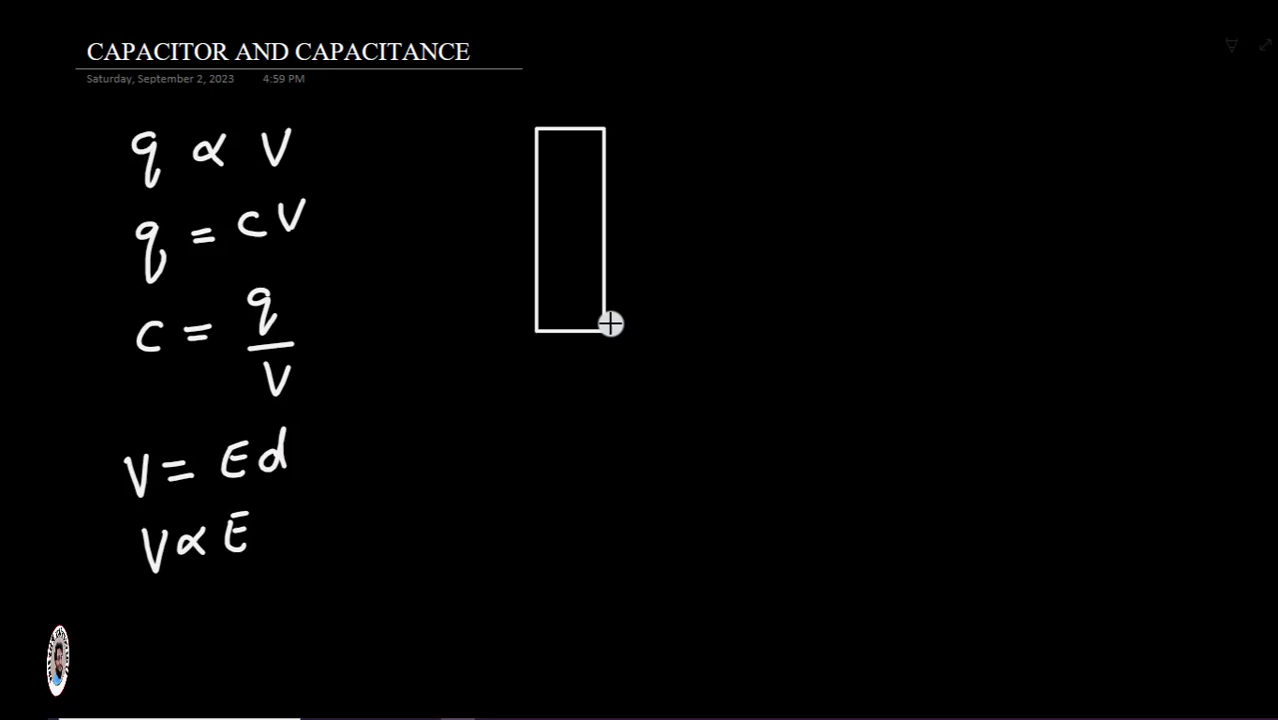 CAPACITOR AND CAPACITANCE
Saturday, September 2, 2023 4:59 PM
q ∝ V
q = cV
c = q/V
V = Ed
V ∝ E